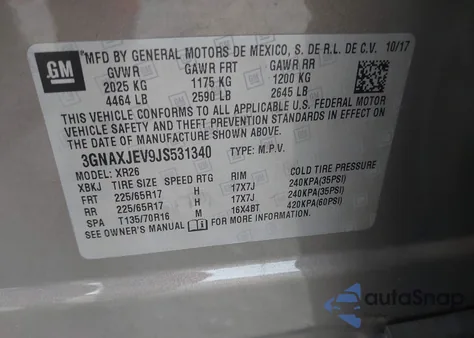 GM
MFD BY GENERAL MOTORS DE MEXICO, S. DE R.L. DE C.V. 10/17
GVWR GAWR FRT GAWR RR
2025 KG 1175 KG 1200 KG
4464 LB 2590 LB 2645 LB
THIS VEHICLE CONFORMS TO ALL APPLICABLE U.S. FEDERAL MOTOR
VEHICLE SAFETY AND THEFT PREVENTION STANDARDS IN EFFECT ON
THE DATE OF MANUFACTURE SHOWN ABOVE.
3GNAXJEV9JS531340 TYPE: M.P.V.
MODEL: XR26
XBKJ TIRE SIZE SPEED RTG RIM COLD TIRE PRESSURE
FRT 225/65R17 H 17X7J 240KPA(35PSI)
RR 225/65R17 H 17X7J 240KPA(35PSI)
SPA T135/70R16 M 16X4BT 420KPA(60PSI)
SEE OWNER'S MANUAL FOR MORE INFORMATION.
autoSnap